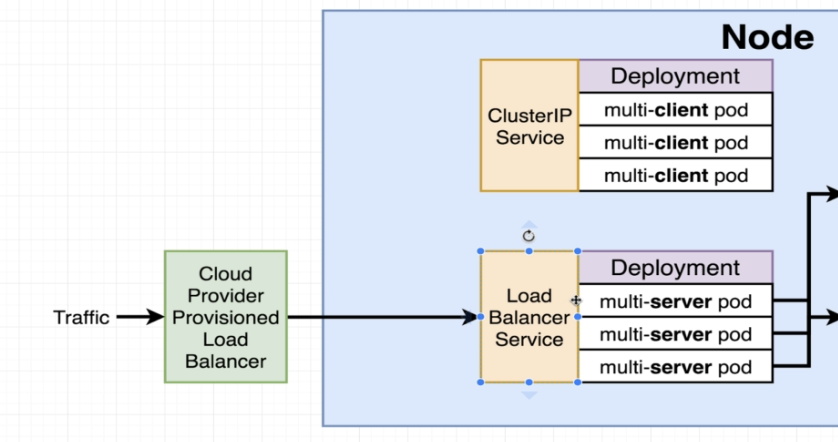 Node
ClusterIP
Service
Deployment
multi-client pod
multi-client pod
multi-client pod
Traffic
Cloud
Provider
Provisioned
Load
Balancer
Load
Balancer
Service
Deployment
multi-server pod
multi-server pod
multi-server pod